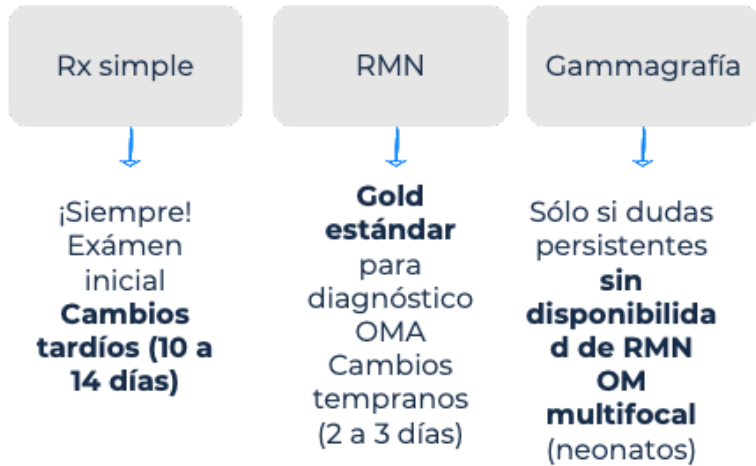 Rx simple
¡Siempre!
Exámen
inicial
Cambios
tardíos (10 a
14 días)
RMN
Gold
estándar
para
diagnóstico
OMA
Cambios
tempranos
(2 a 3 días)
Gammagrafía
Sólo si dudas
persistentes
sin
disponibilida
d de RMN
OM
multifocal
(neonatos)